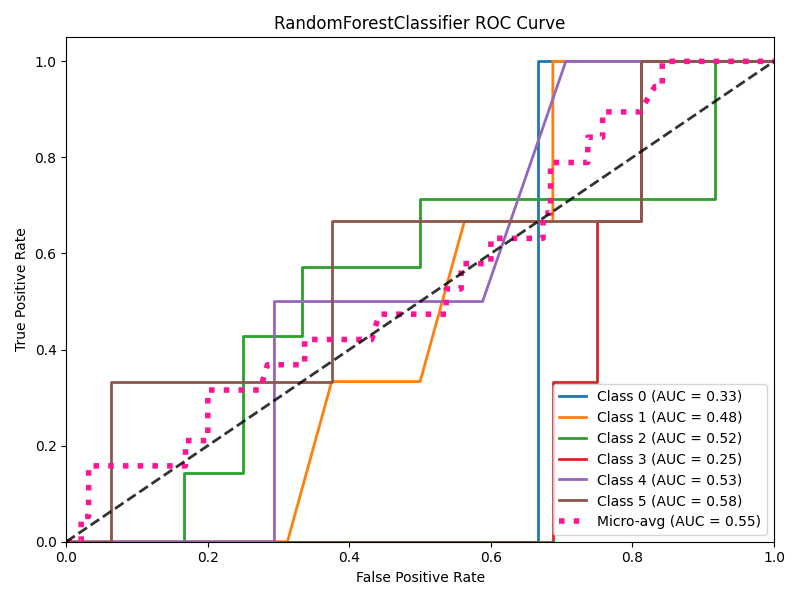 RandomForestClassifier ROC Curve
True Positive Rate
1.0
0.8
0.6
0.4
0.2
0.0
0.0 0.2 0.4 0.6 0.8 1.0
False Positive Rate
Class 0 (AUC = 0.33)
Class 1 (AUC = 0.48)
Class 2 (AUC = 0.52)
Class 3 (AUC = 0.25)
Class 4 (AUC = 0.53)
Class 5 (AUC = 0.58)
Micro-avg (AUC = 0.55)